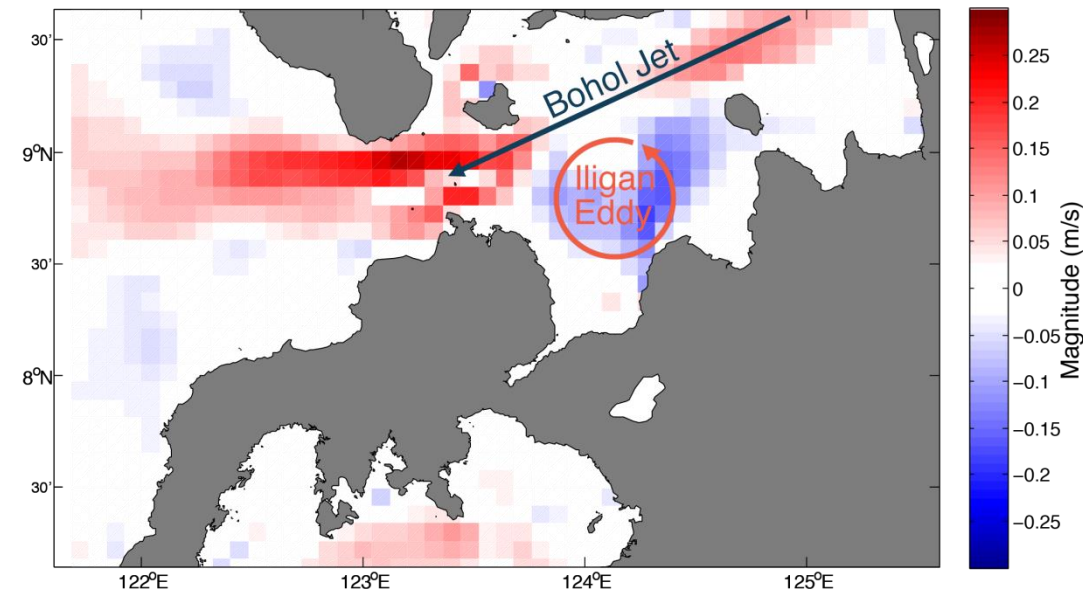 30'
9°N
30'
8°N
30'
122°E
123°E
124°E
125°E
Bohol Jet
Iligan
Eddy
0.25
0.2
0.15
0.1
0.05
0
−0.05
−0.1
−0.15
−0.2
−0.25
Magnitude (m/s)